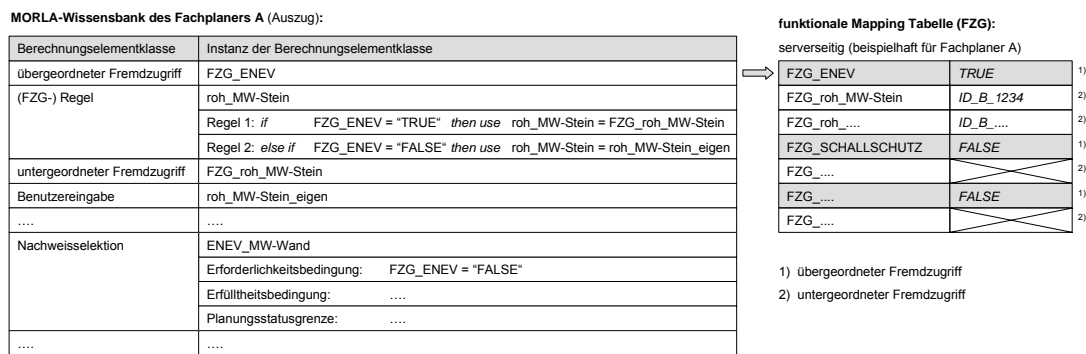 MORLA-Wissensbank des Fachplaners A (Auszug):
Berechnungselementklasse Instanz der Berechnungselementklasse
übergeordneter Fremdzugriff FZG_ENEV
(FZG-) Regel roh_MW-Stein
Regel 1: if FZG_ENEV = "TRUE" then use roh_MW-Stein = FZG_roh_MW-Stein
Regel 2: else if FZG_ENEV = "FALSE" then use roh_MW-Stein = roh_MW-Stein_eigen
untergeordneter Fremdzugriff FZG_roh_MW-Stein
Benutzereingabe roh_MW-Stein_eigen
…. ….
Nachweisselektion ENEV_MW-Wand
Erforderlichkeitsbedingung: FZG_ENEV = "FALSE"
Erfülltheitsbedingung: ….
Planungsstatusgrenze: ….
…. ….
funktionale Mapping Tabelle (FZG):
serverseitig (beispielhaft für Fachplaner A)
FZG_ENEV TRUE 1)
FZG_roh_MW-Stein ID_B_1234 2)
FZG_roh_.... ID_B_.... 2)
FZG_SCHALLSCHUTZ FALSE 1)
FZG_.... 2)
FZG_.... FALSE 1)
FZG_.... 2)
1) übergeordneter Fremdzugriff
2) untergeordneter Fremdzugriff